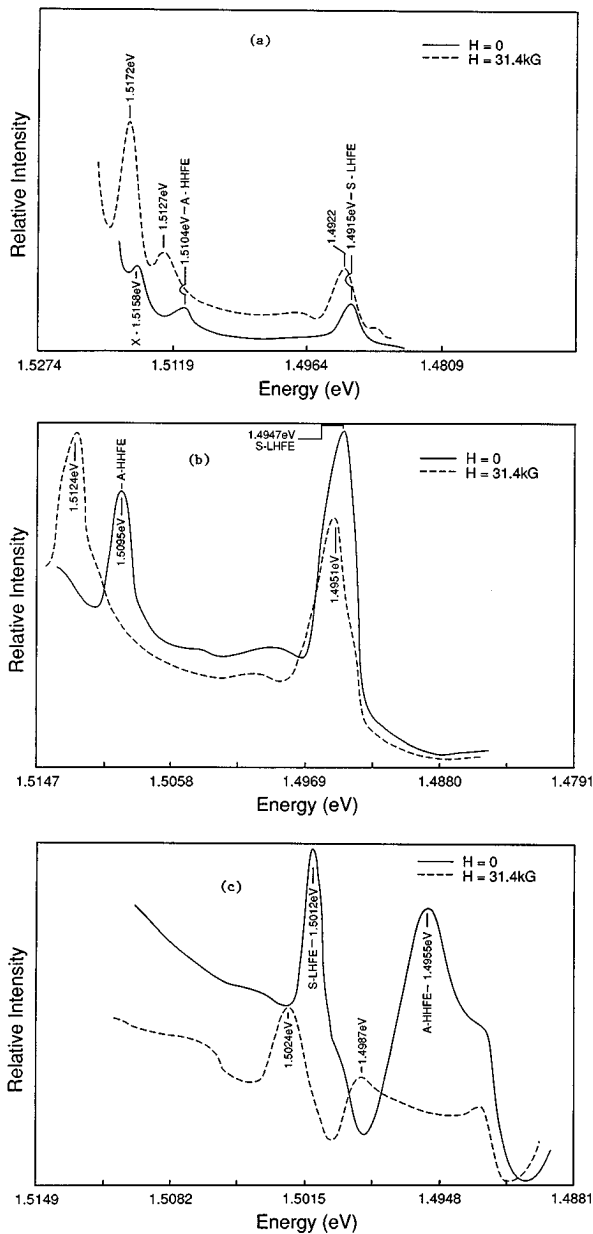 (a)
H = 0
H = 31.4kG
1.5172eV
1.5127eV
1.5104eV – A - HHFE
X - 1.5158eV
1.4922
1.4915eV – S - LHFE
Relative Intensity
1.5274
1.5119
1.4964
1.4809
Energy (eV)
(b)
1.4947eV
S-LHFE
H = 0
H = 31.4kG
1.5124eV
1.5095eV – A-HHFE
1.4951eV
Relative Intensity
1.5147
1.5058
1.4969
1.4880
1.4791
Energy (eV)
(c)
H = 0
H = 31.4kG
S-LHFE – 1.5012eV
A-HHFE- 1.4955eV
1.5024eV
1.4987eV
Relative Intensity
1.5149
1.5082
1.5015
1.4948
1.4881
Energy (eV)